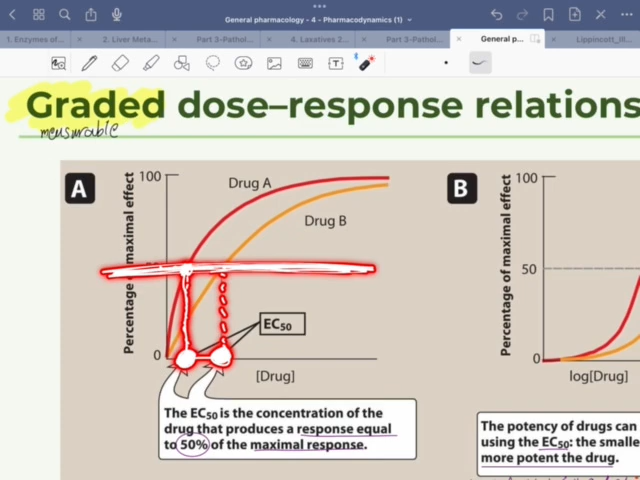 General pharmacology - 4 - Pharmacodynamics (1)
1. Enzymes of...
2. Liver Meta...
Part 3-Pathol...
4. Laxatives 2...
Part 3-Pathol...
General p...
Lippincott_Ill...
Graded dose–response relations
measurable
A
Percentage of maximal effect
100
0
Drug A
Drug B
EC50
[Drug]
The EC50 is the concentration of the
drug that produces a response equal
to 50% of the maximal response.
B
Percentage of maximal effect
100
50
0
log[Drug]
The potency of drugs can
using the EC50: the smalle
more potent the drug.